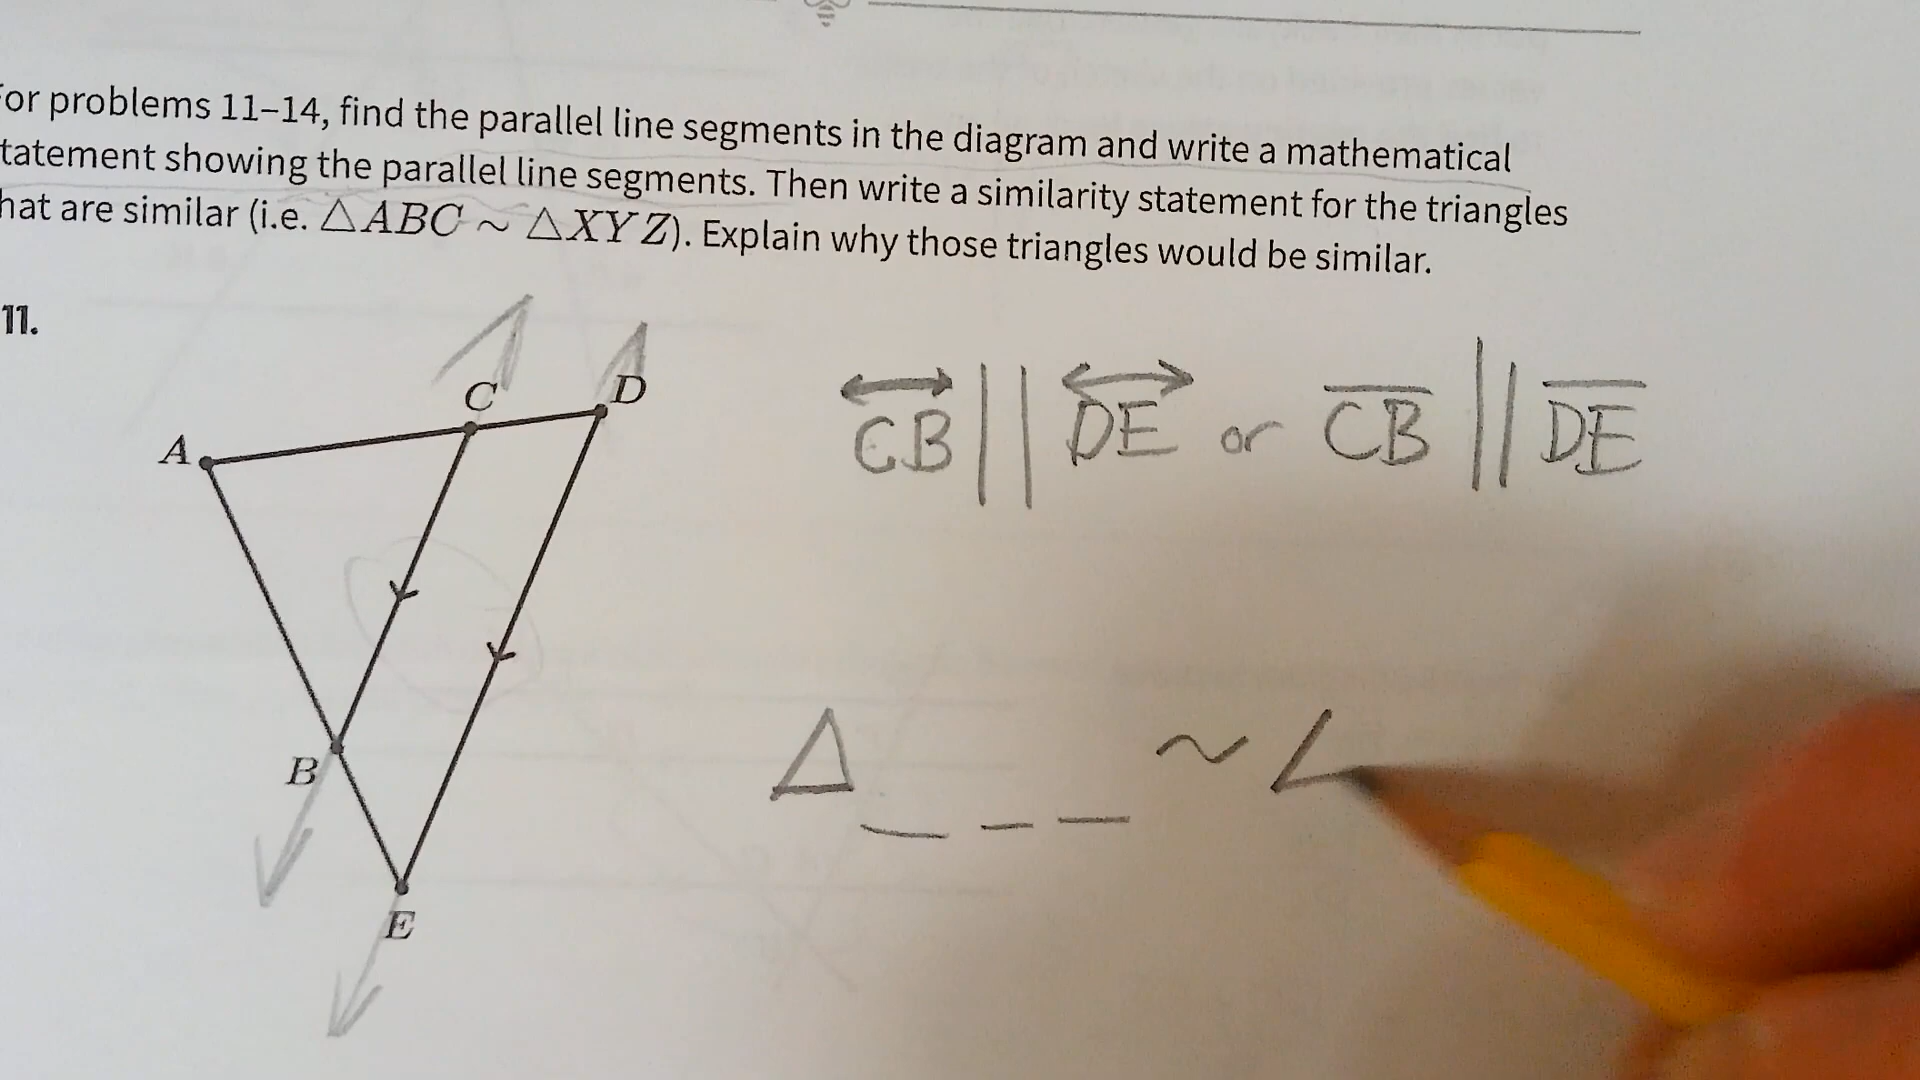 or problems 11–14, find the parallel line segments in the diagram and write a mathematical
tatement showing the parallel line segments. Then write a similarity statement for the triangles
hat are similar (i.e. △ABC ~ △XYZ). Explain why those triangles would be similar.
11.
C
D
A
B
E
CB || DE or CB || DE
△ _ _ _ ~